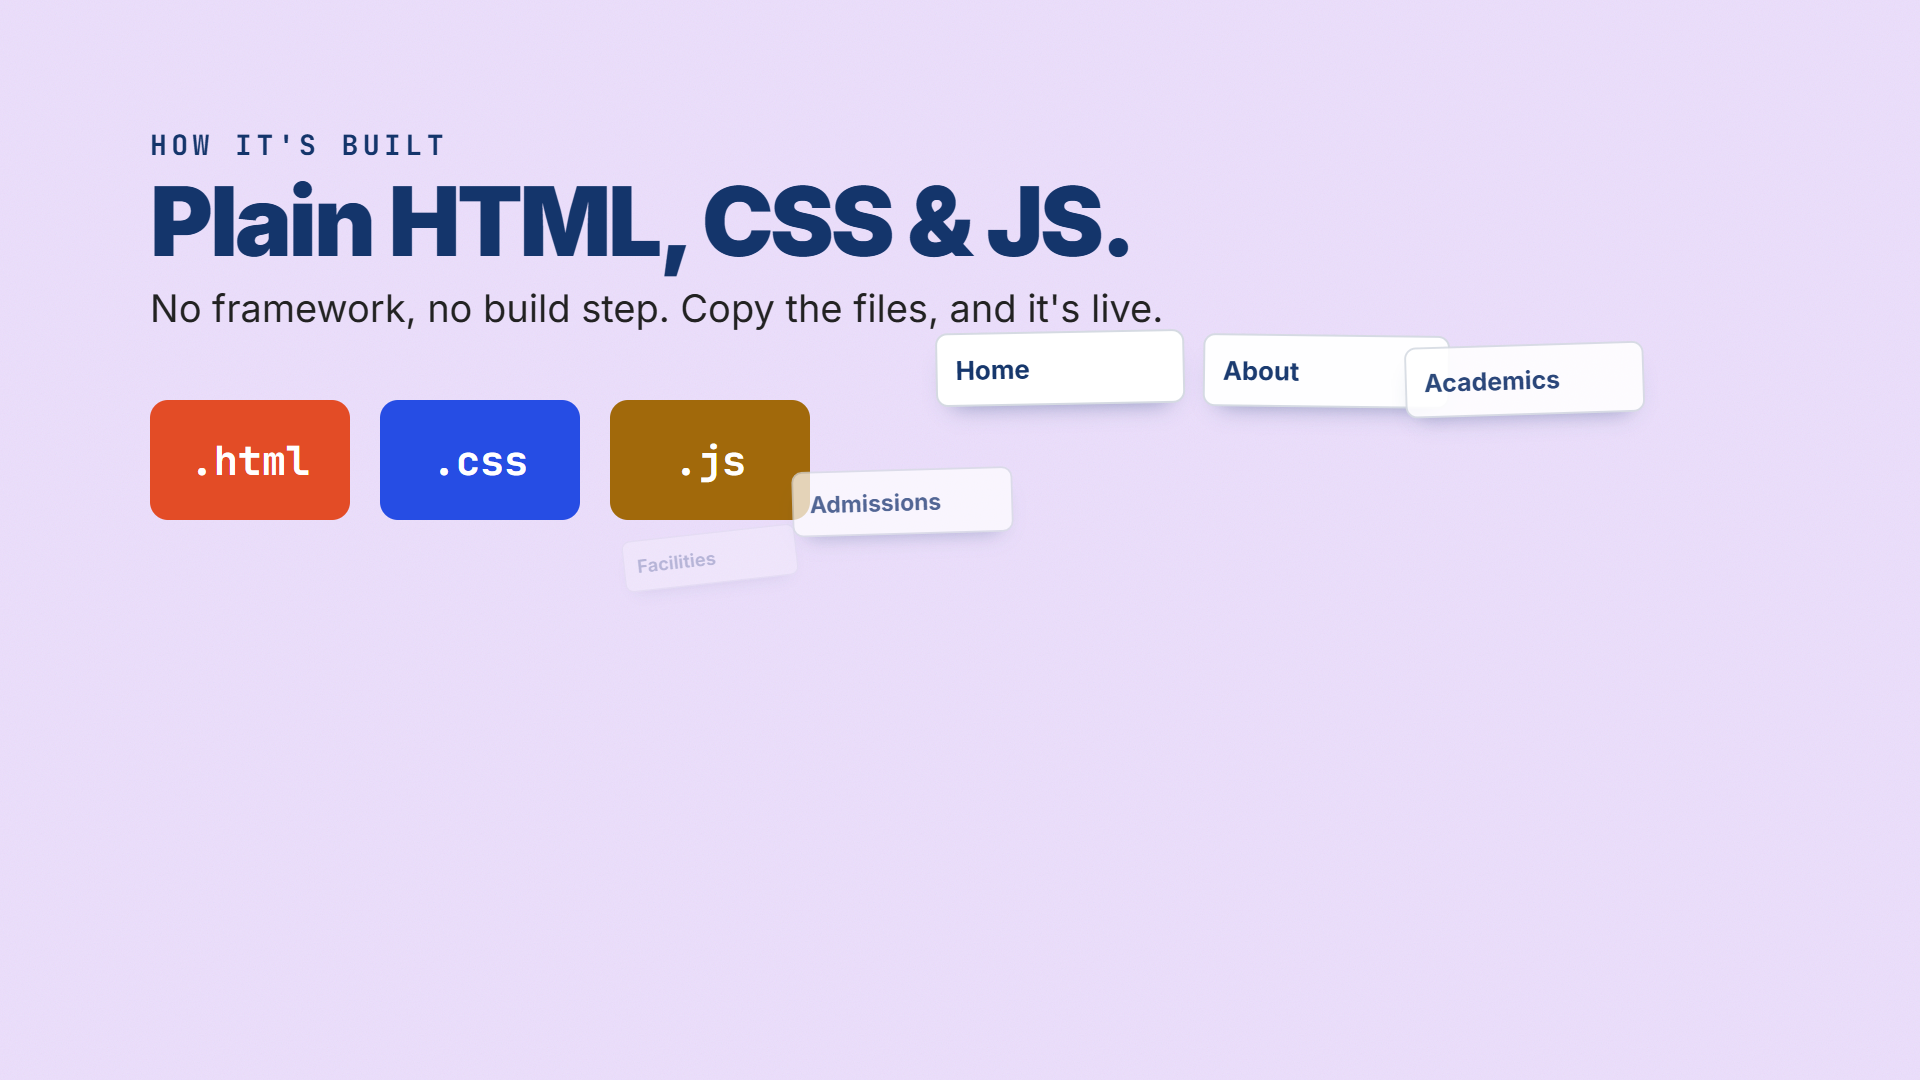 HOW IT'S BUILT
Plain HTML, CSS & JS.
No framework, no build step. Copy the files, and it's live.
Home
About
Academics
.html
.css
.js
Admissions
Facilities